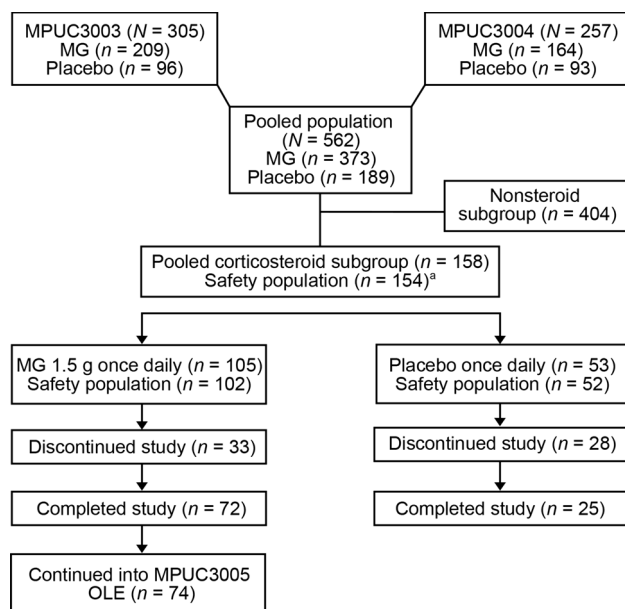 MPUC3003 (N = 305)
MG (n = 209)
Placebo (n = 96)
MPUC3004 (N = 257)
MG (n = 164)
Placebo (n = 93)
Pooled population
(N = 562)
MG (n = 373)
Placebo (n = 189)
Nonsteroid
subgroup (n = 404)
Pooled corticosteroid subgroup (n = 158)
Safety population (n = 154)ᵃ
MG 1.5 g once daily (n = 105)
Safety population (n = 102)
Placebo once daily (n = 53)
Safety population (n = 52)
Discontinued study (n = 33)
Discontinued study (n = 28)
Completed study (n = 72)
Completed study (n = 25)
Continued into MPUC3005
OLE (n = 74)